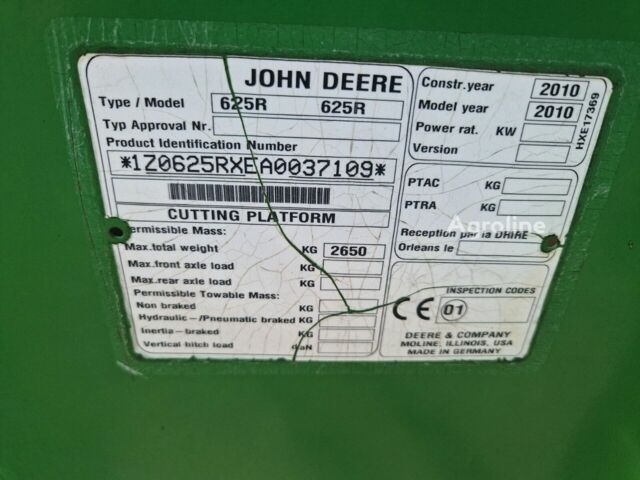 JOHN DEERE
Type / Model 625R 625R
Typ Approval Nr.
Product Identification Number
*1Z0625RXEA0037109*
CUTTING PLATFORM
Permissible Mass:
Max.total weight KG 2650
Max.front axle load KG
Max.rear axle load KG
Permissible Towable Mass:
Non braked KG
Hydraulic -/Pneumatic braked KG
Inertia - braked KG
Vertical hitch load daN
Constr.year 2010
Model year 2010
Power rat. KW
Version
HXE17369
PTAC KG
PTRA KG
Reception par la DRIRE
Orleans le
INSPECTION CODES
CE 01
DEERE & COMPANY
MOLINE, ILLINOIS, USA
MADE IN GERMANY
Agroline